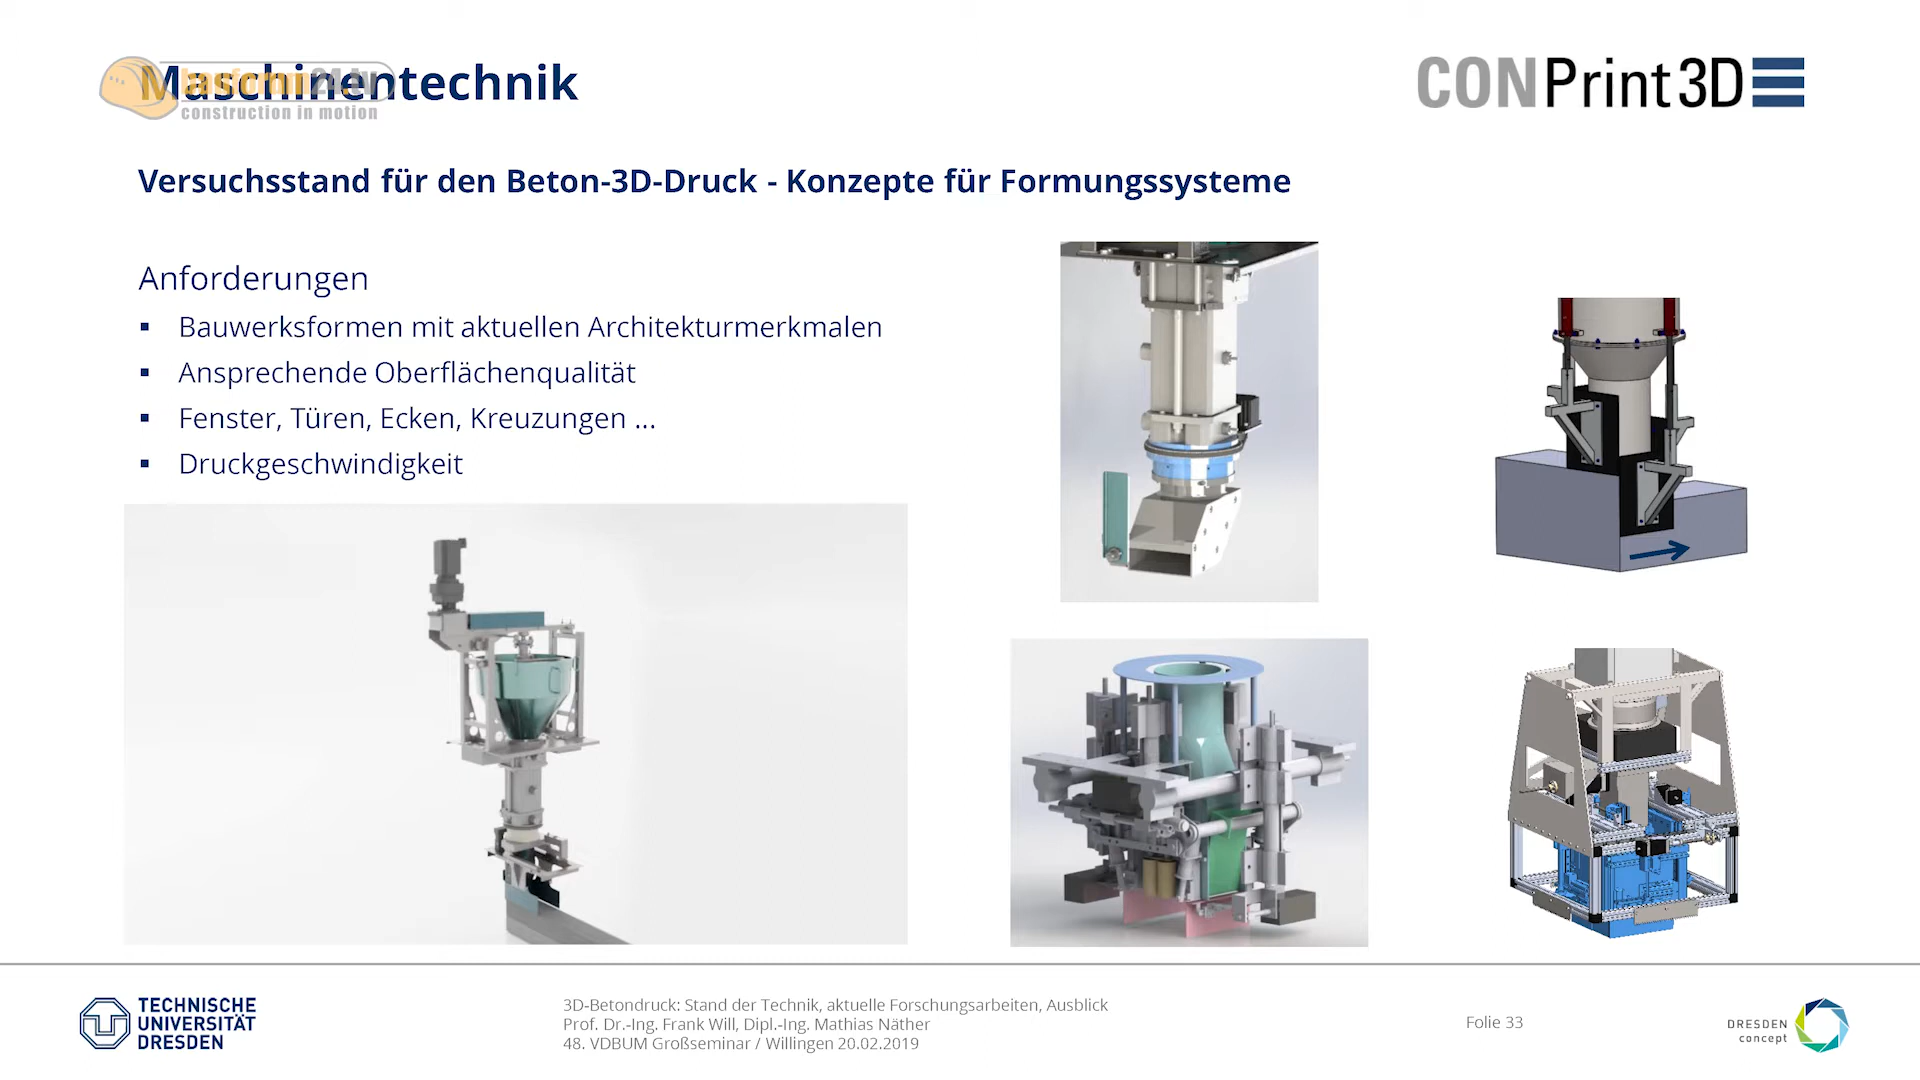 Maschinentechnik
bauforum24.tv
construction in motion
CONPrint3D
Versuchsstand für den Beton-3D-Druck - Konzepte für Formungssysteme
Anforderungen
▪ Bauwerksformen mit aktuellen Architekturmerkmalen
▪ Ansprechende Oberflächenqualität
▪ Fenster, Türen, Ecken, Kreuzungen ...
▪ Druckgeschwindigkeit
TECHNISCHE
UNIVERSITÄT
DRESDEN
3D-Betondruck: Stand der Technik, aktuelle Forschungsarbeiten, Ausblick
Prof. Dr.-Ing. Frank Will, Dipl.-Ing. Mathias Näther
48. VDBUM Großseminar / Willingen 20.02.2019
Folie 33
DRESDEN
concept